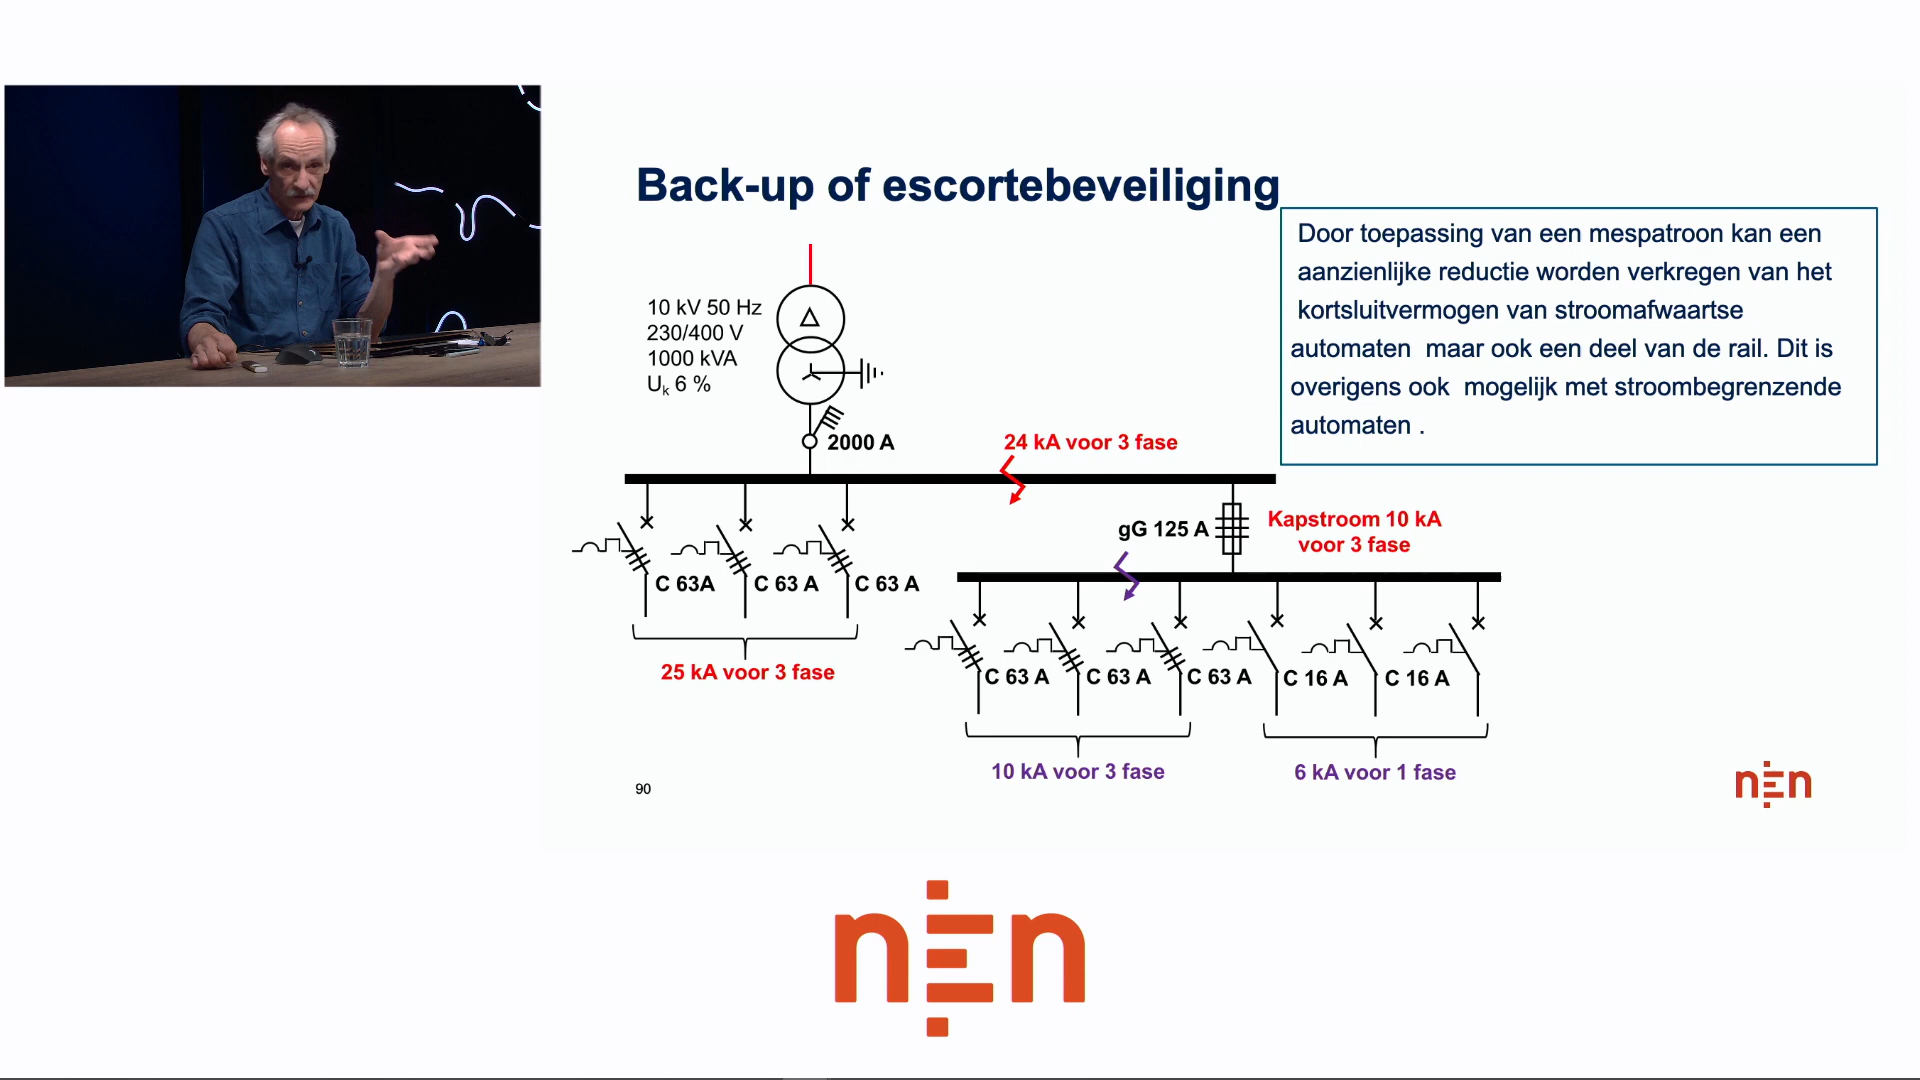 Back-up of escortebeveiliging
Door toepassing van een mespatroon kan een
aanzienlijke reductie worden verkregen van het
kortsluitvermogen van stroomafwaartse
automaten maar ook een deel van de rail. Dit is
overigens ook mogelijk met stroombegrenzende
automaten .
10 kV 50 Hz
230/400 V
1000 kVA
Uk 6 %
2000 A
24 kA voor 3 fase
gG 125 A
Kapstroom 10 kA
voor 3 fase
C 63A
C 63 A
C 63 A
25 kA voor 3 fase
C 63 A
C 63 A
C 63 A
C 16 A
C 16 A
10 kA voor 3 fase
6 kA voor 1 fase
90
nen
nen